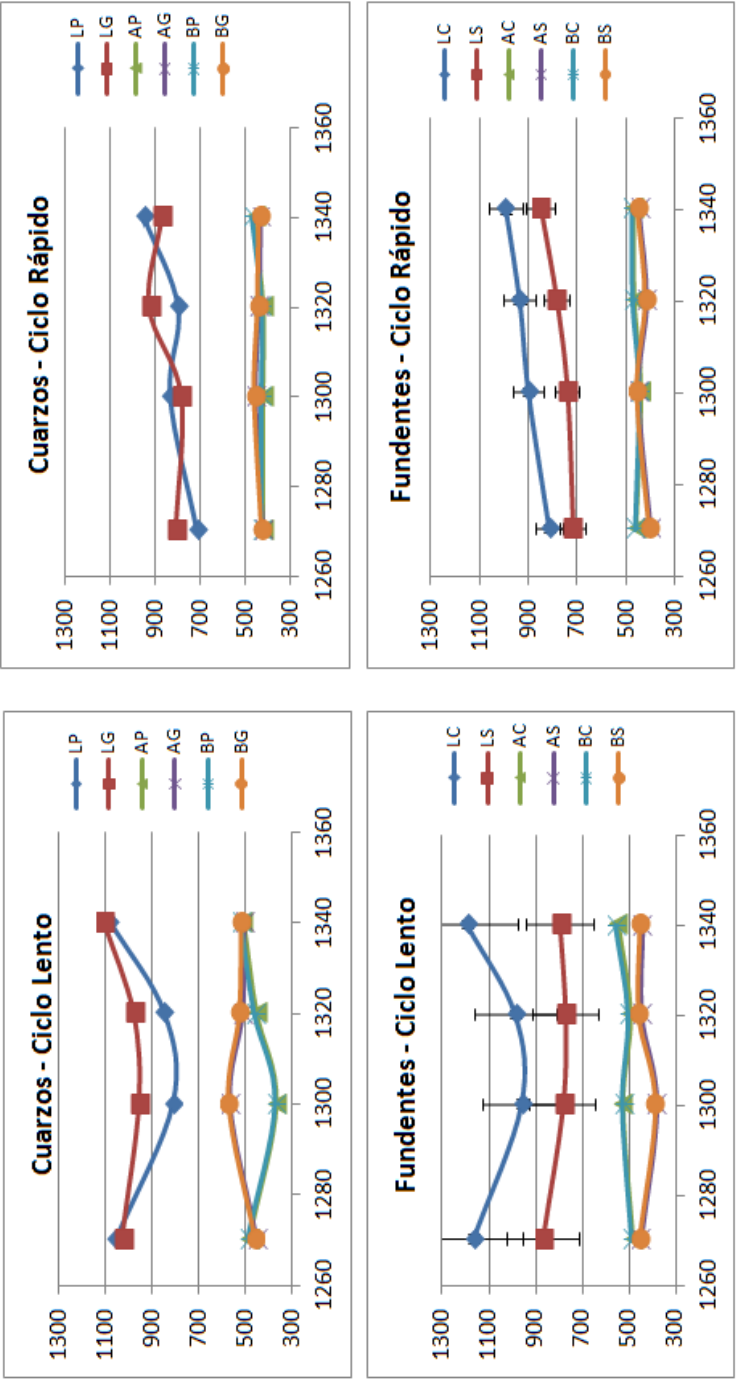 Cuarzos - Ciclo Lento
1300
1100
900
700
500
300
1260
1280
1300
1320
1340
1360
LP
LG
AP
AG
BP
BG
Cuarzos - Ciclo Rápido
1300
1100
900
700
500
300
1260
1280
1300
1320
1340
1360
LP
LG
AP
AG
BP
BG
Fundentes - Ciclo Lento
1300
1100
900
700
500
300
1260
1280
1300
1320
1340
1360
LC
LS
AC
AS
BC
BS
Fundentes - Ciclo Rápido
1300
1100
900
700
500
300
1260
1280
1300
1320
1340
1360
LC
LS
AC
AS
BC
BS